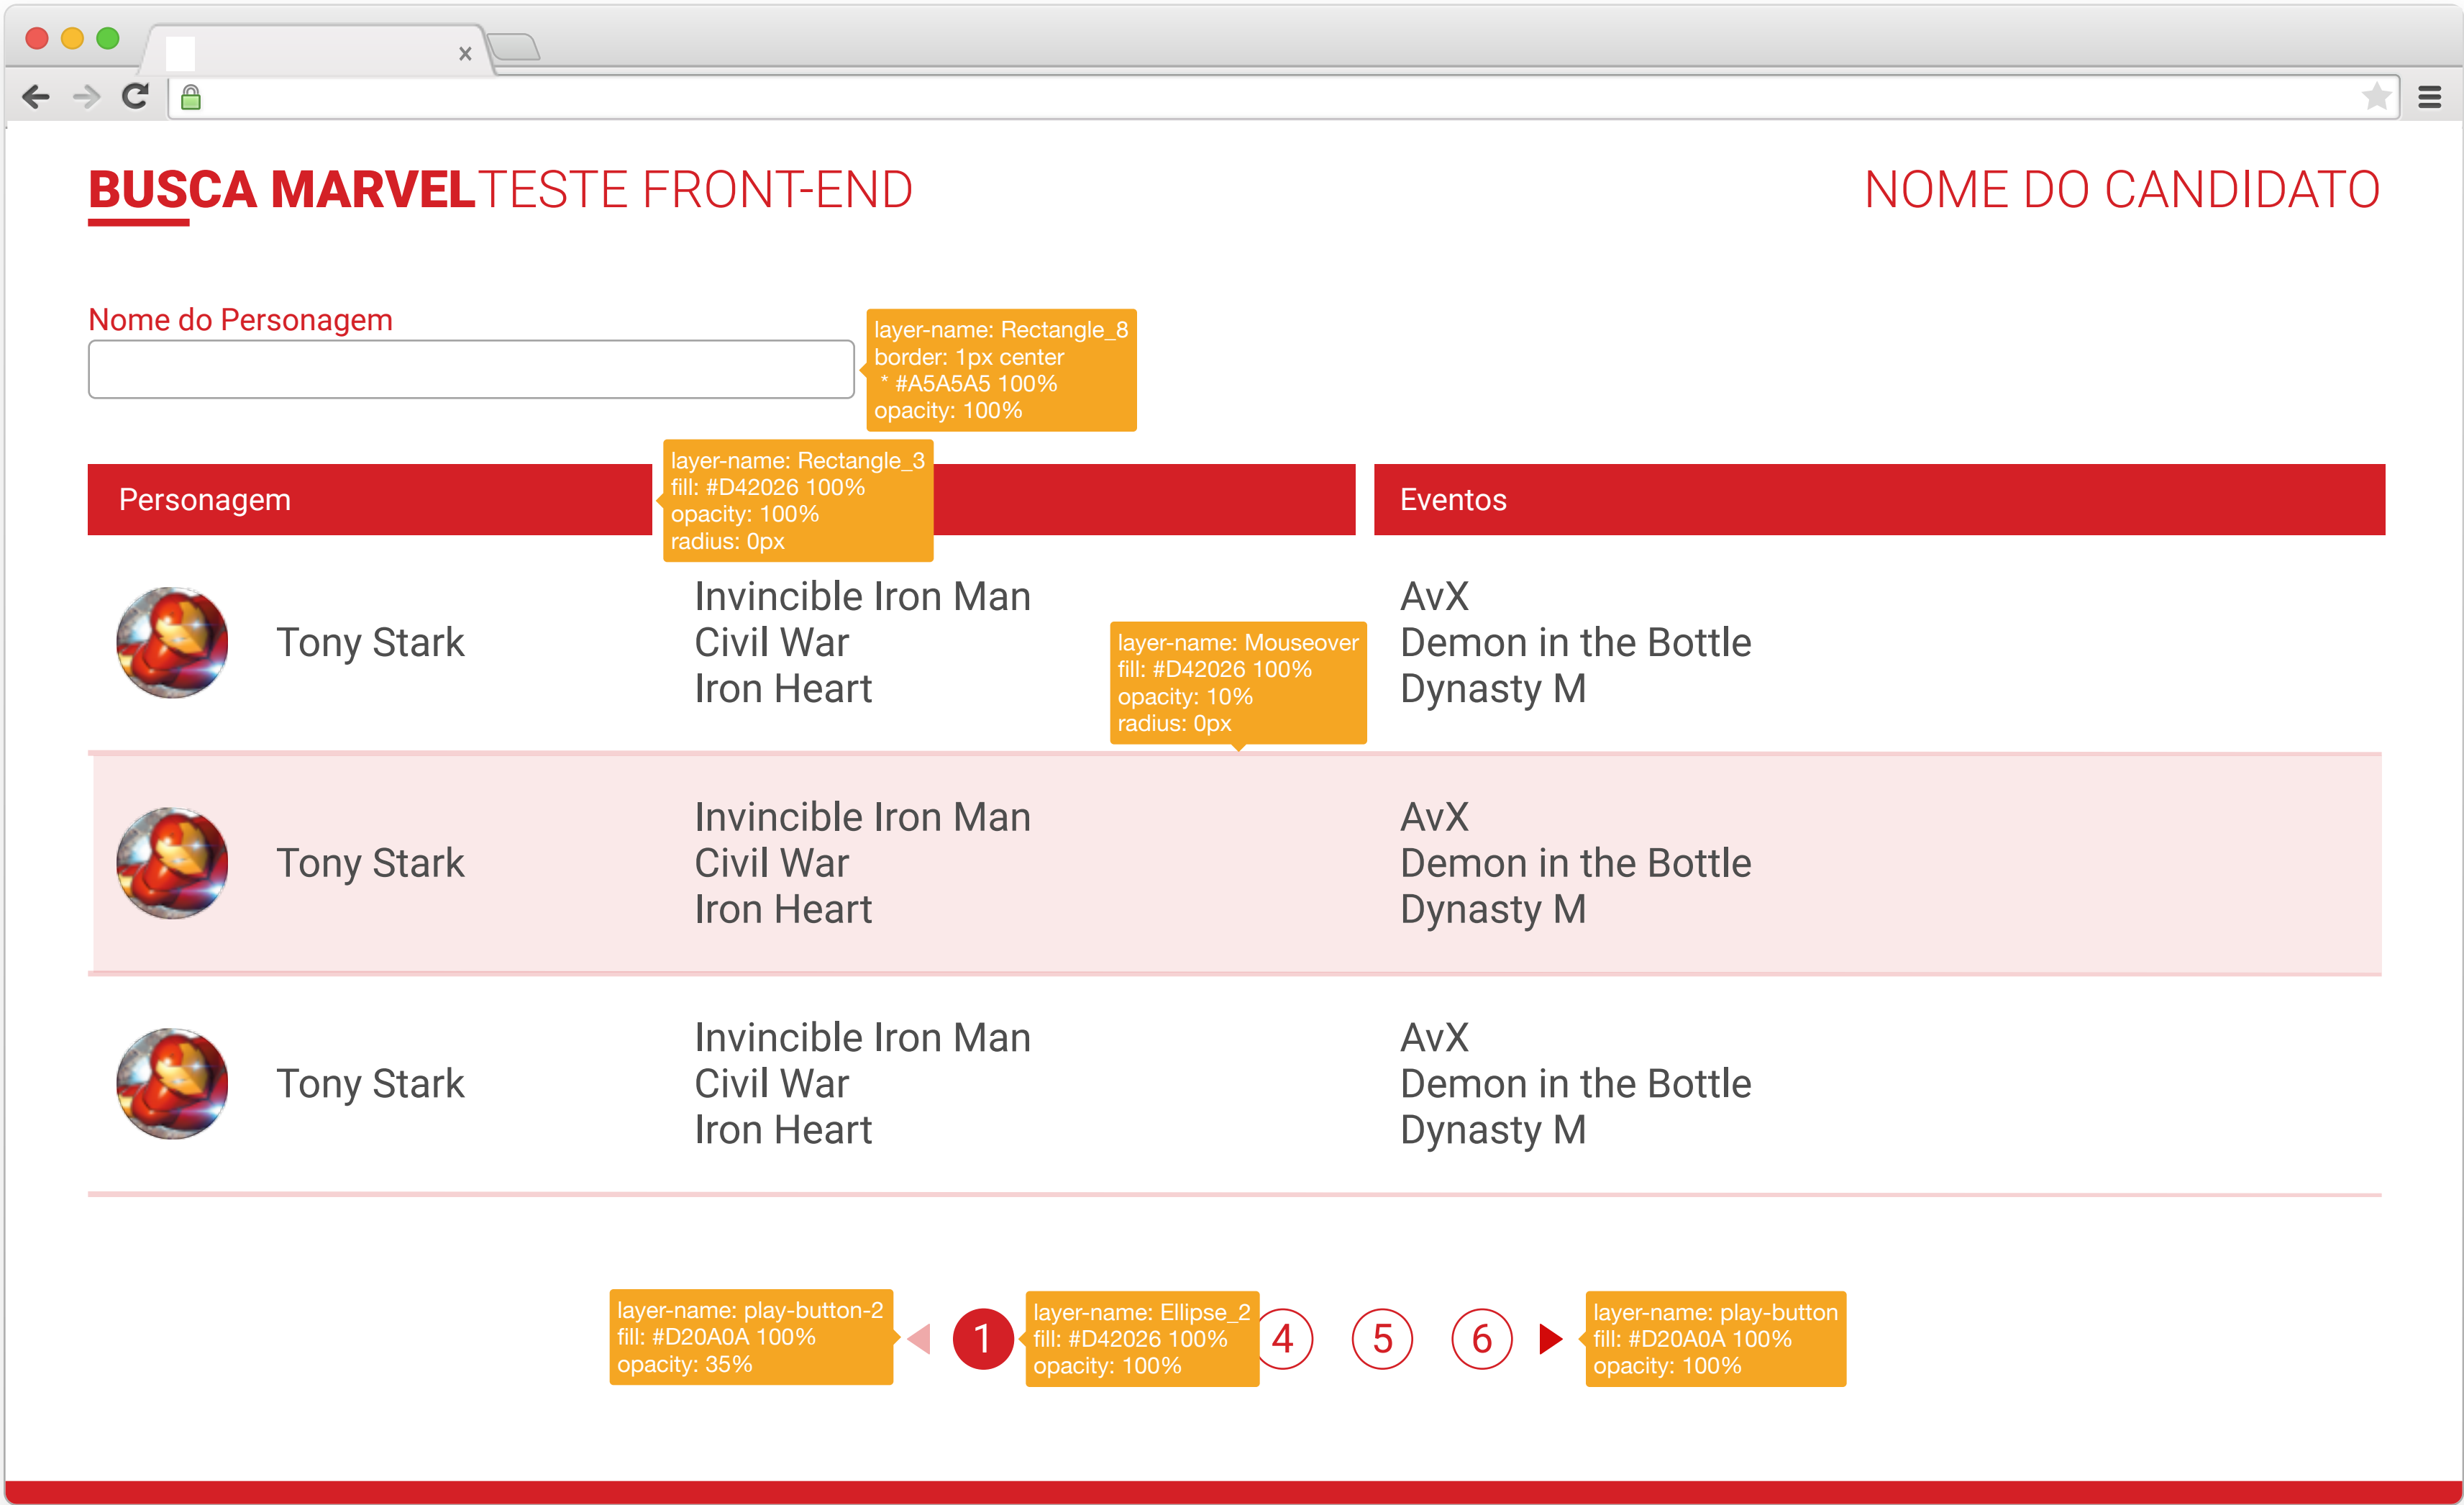 BUSCA MARVEL TESTE FRONT-END
NOME DO CANDIDATO
Nome do Personagem
layer-name: Rectangle_8
border: 1px center
* #A5A5A5 100%
opacity: 100%
Personagem
layer-name: Rectangle_3
fill: #D42026 100%
opacity: 100%
radius: 0px
Eventos
Tony Stark
Invincible Iron Man
Civil War
Iron Heart
layer-name: Mouseover
fill: #D42026 100%
opacity: 10%
radius: 0px
AvX
Demon in the Bottle
Dynasty M
Tony Stark
Invincible Iron Man
Civil War
Iron Heart
AvX
Demon in the Bottle
Dynasty M
Tony Stark
Invincible Iron Man
Civil War
Iron Heart
AvX
Demon in the Bottle
Dynasty M
layer-name: play-button-2
fill: #D20A0A 100%
opacity: 35%
1
layer-name: Ellipse_2
fill: #D42026 100%
opacity: 100%
4
5
6
layer-name: play-button
fill: #D20A0A 100%
opacity: 100%